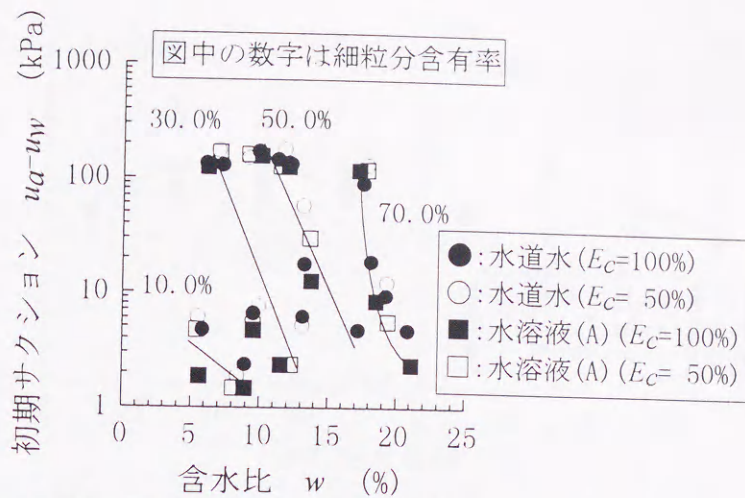 図中の数字は細粒分含有率
初期サクション ua-uw (kPa)
1000
100
10
1
30.0%
50.0%
70.0%
10.0%
●:水道水(EC=100%)
○:水道水(EC= 50%)
■:水溶液(A)(EC=100%)
□:水溶液(A)(EC= 50%)
0 5 10 15 20 25
含水比 w (%)